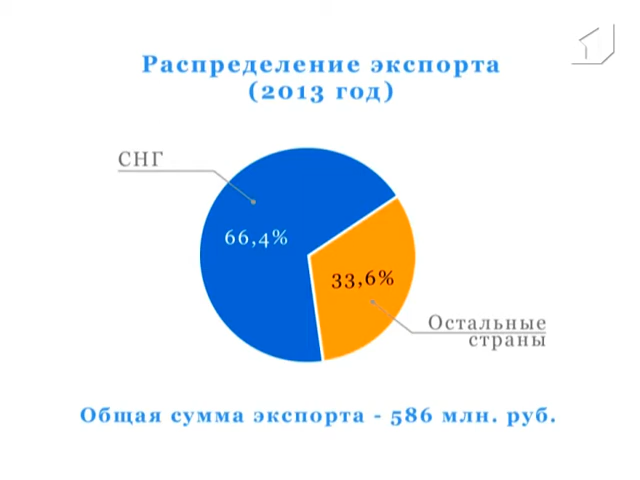 Распределение экспорта
(2013 год)
СНГ
66,4%
33,6%
Остальные
страны
Общая сумма экспорта - 586 млн. руб.